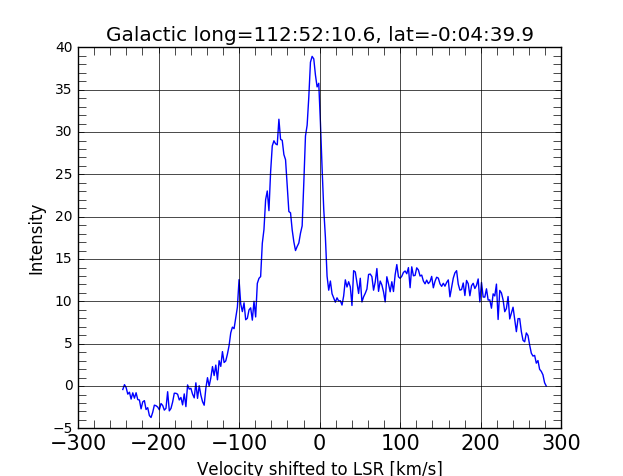 Galactic long=112:52:10.6, lat=-0:04:39.9
40
35
30
25
20
15
10
5
0
−5
Intensity
−300 −200 −100 0 100 200 300
Velocity shifted to LSR [km/s]